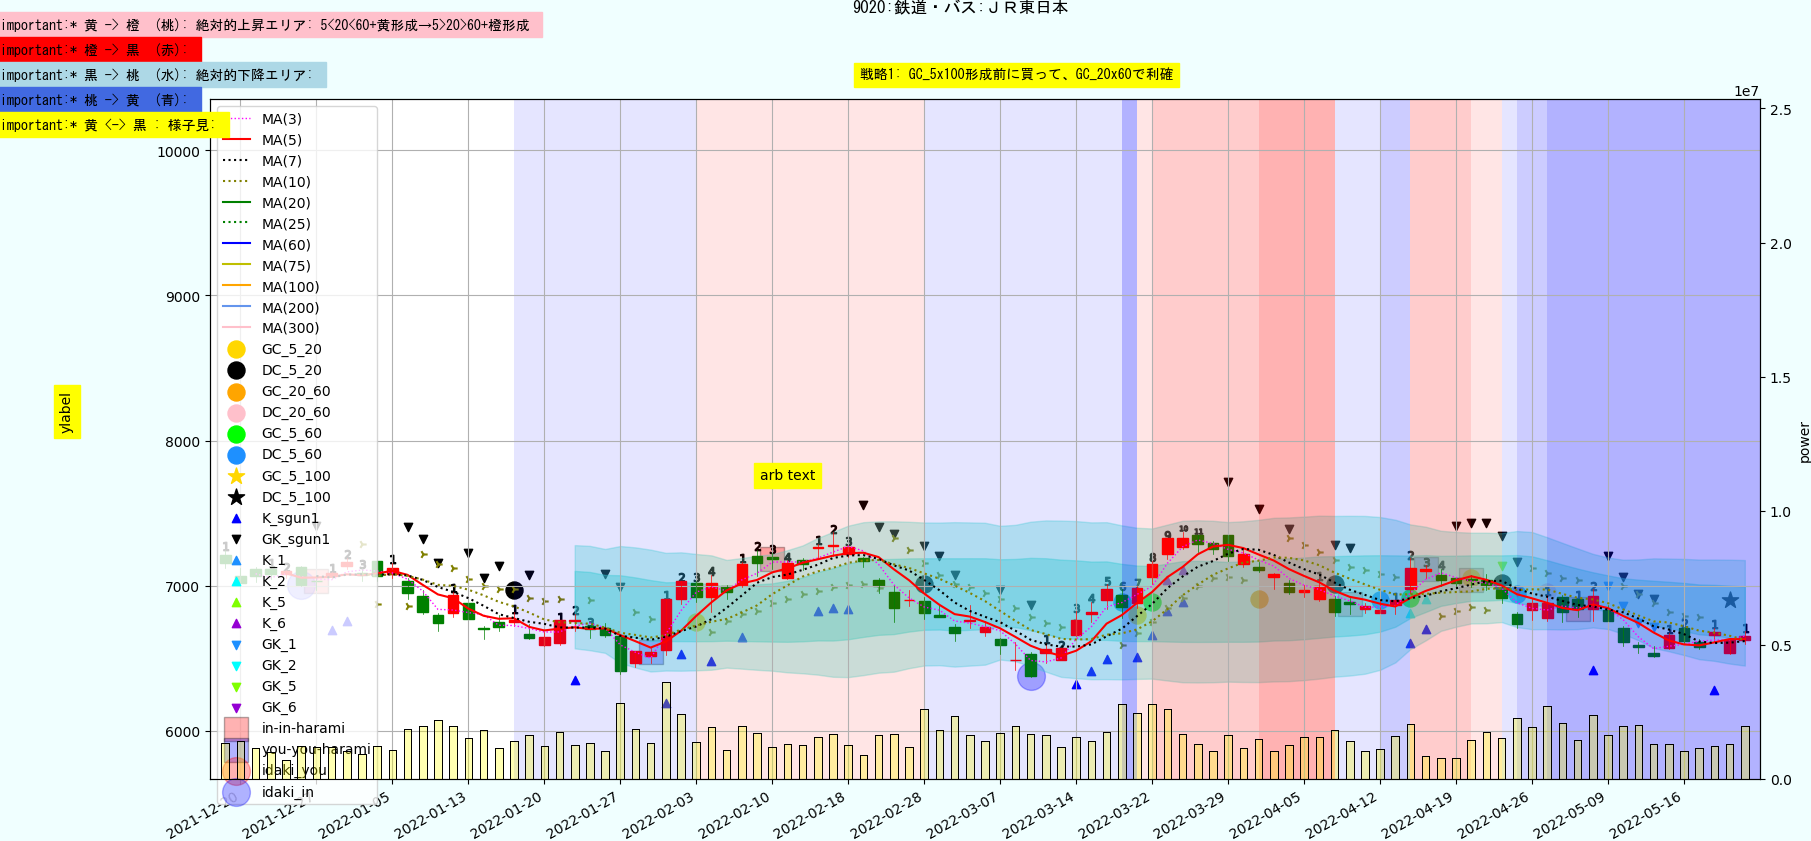 9020:鉄道・バス:ＪＲ東日本
important:* 黄 -> 橙 (桃): 絶対的上昇エリア: 5<20<60+黄形成→5>20>60+橙形成
important:* 橙 -> 黒 (赤):
important:* 黒 -> 桃 (水): 絶対的下降エリア:
戦略1: GC_5x100形成前に買って、GC_20x60で利確
important:* 桃 -> 黄 (青):
important:* 黄 <-> 黒 : 様子見:
1e7
MA(3)
MA(5)
MA(7)
MA(10)
MA(20)
MA(25)
MA(60)
MA(75)
MA(100)
MA(200)
MA(300)
GC_5_20
DC_5_20
GC_20_60
DC_20_60
GC_5_60
DC_5_60
GC_5_100
DC_5_100
K_sgun1
GK_sgun1
K_1
K_2
K_5
K_6
GK_1
GK_2
GK_5
GK_6
in-in-harami
you-you-harami
idaki_you
idaki_in
10000
9000
8000
7000
6000
ylabel
arb text
2.5
2.0
1.5
1.0
0.5
0.0
power
2021-12-20
2021-12-27
2022-01-05
2022-01-13
2022-01-20
2022-01-27
2022-02-03
2022-02-10
2022-02-18
2022-02-28
2022-03-07
2022-03-14
2022-03-22
2022-03-29
2022-04-05
2022-04-12
2022-04-19
2022-04-26
2022-05-09
2022-05-16